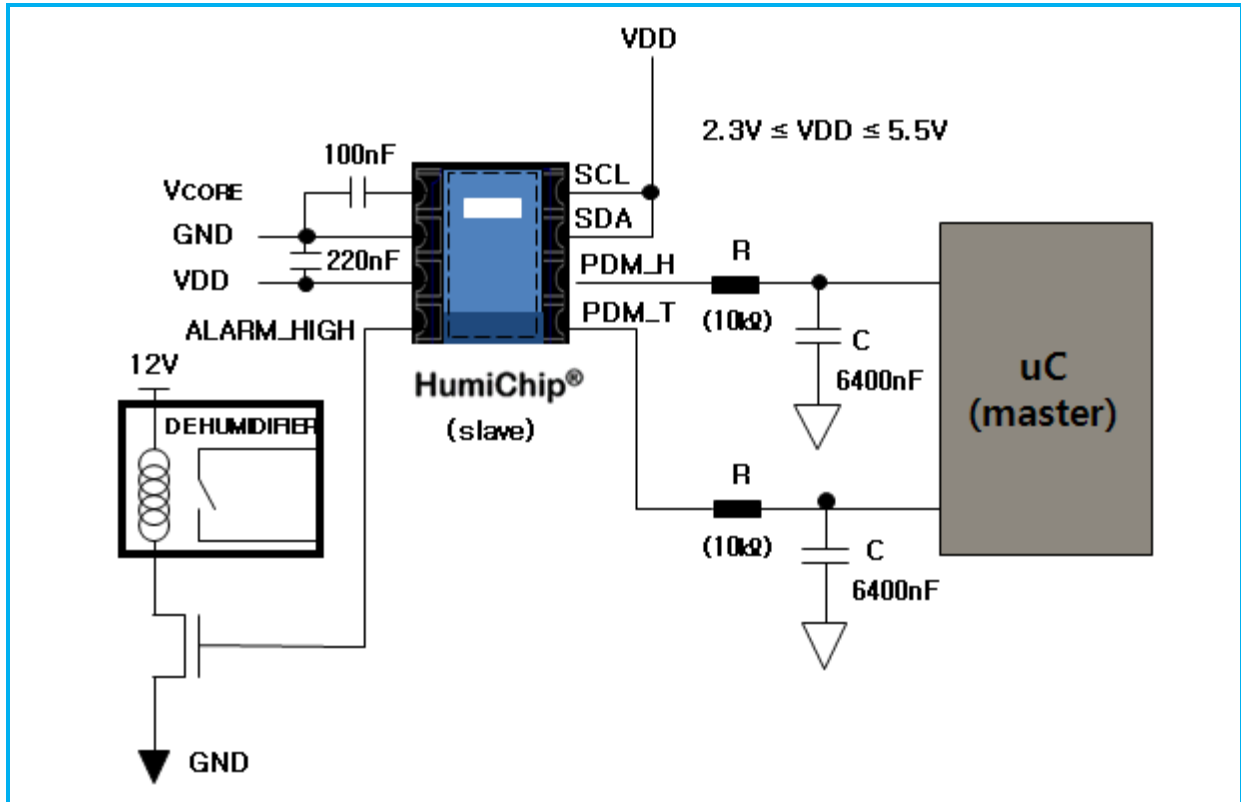 VDD
2.3V ≤ VDD ≤ 5.5V
100nF
VCORE
SCL
GND
SDA
220nF
VDD
PDM_H
R
(10kΩ)
C
6400nF
ALARM_HIGH
PDM_T
12V
DEHUMIDIFIER
HumiChip®
(slave)
uC
(master)
R
(10kΩ)
C
6400nF
GND